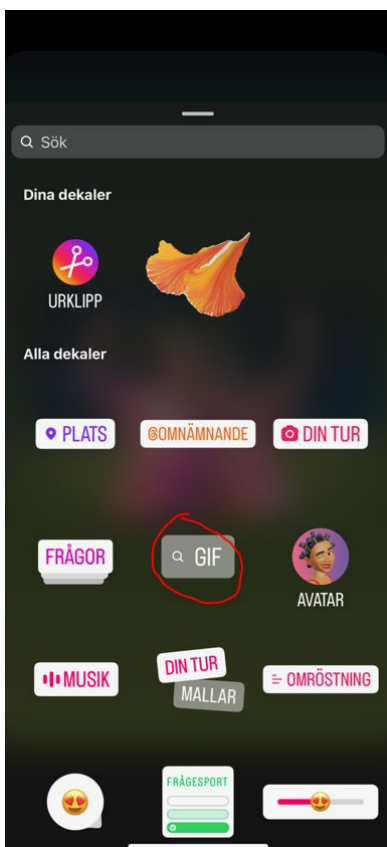 Sök
Dina dekaler
URKLIPP
Alla dekaler
PLATS
@OMNÄMNANDE
DIN TUR
FRÅGOR
GIF
AVATAR
MUSIK
DIN TUR
MALLAR
OMRÖSTNING
FRÅGESPORT